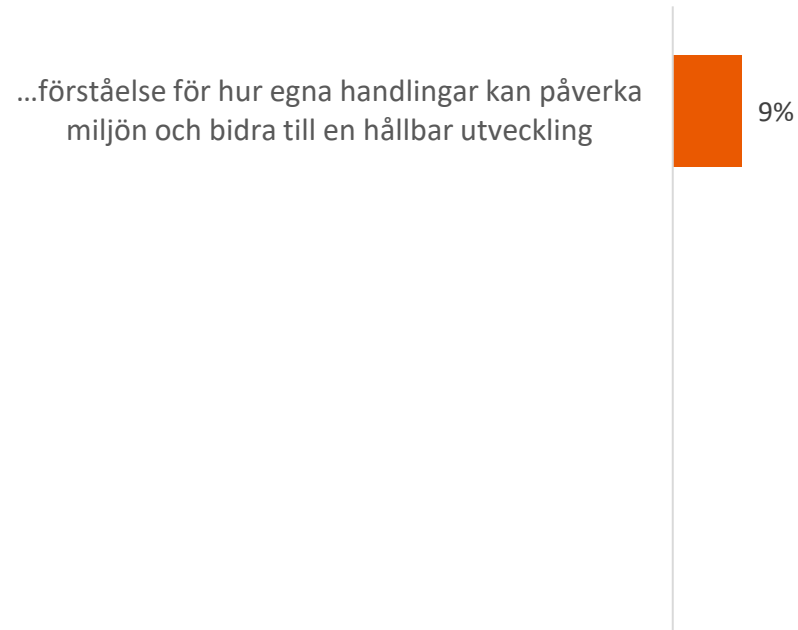 …förståelse för hur egna handlingar kan påverka
miljön och bidra till en hållbar utveckling
9%